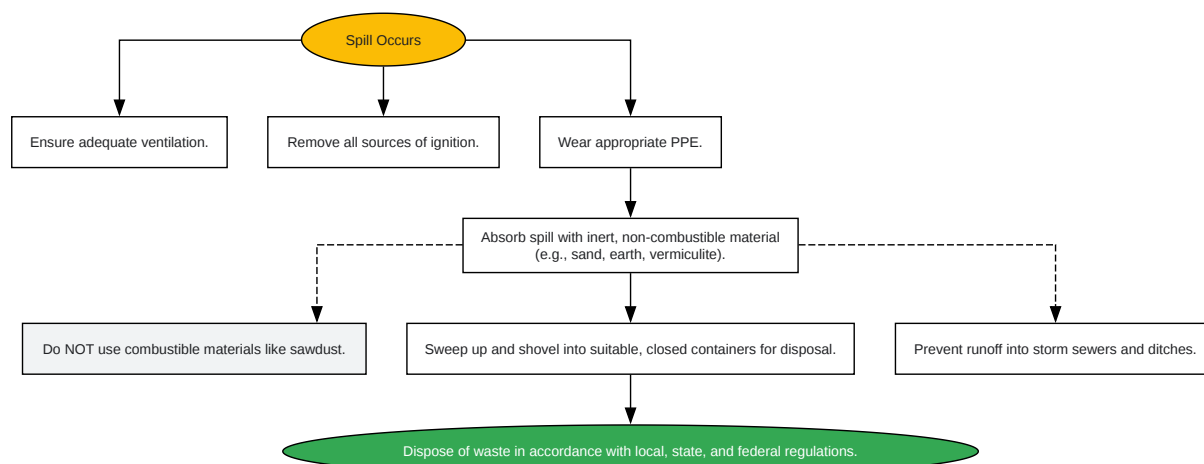 Spill Occurs
Ensure adequate ventilation.
Remove all sources of ignition.
Wear appropriate PPE.
Absorb spill with inert, non-combustible material
(e.g., sand, earth, vermiculite).
Do NOT use combustible materials like sawdust.
Sweep up and shovel into suitable, closed containers for disposal.
Prevent runoff into storm sewers and ditches.
Dispose of waste in accordance with local, state, and federal regulations.